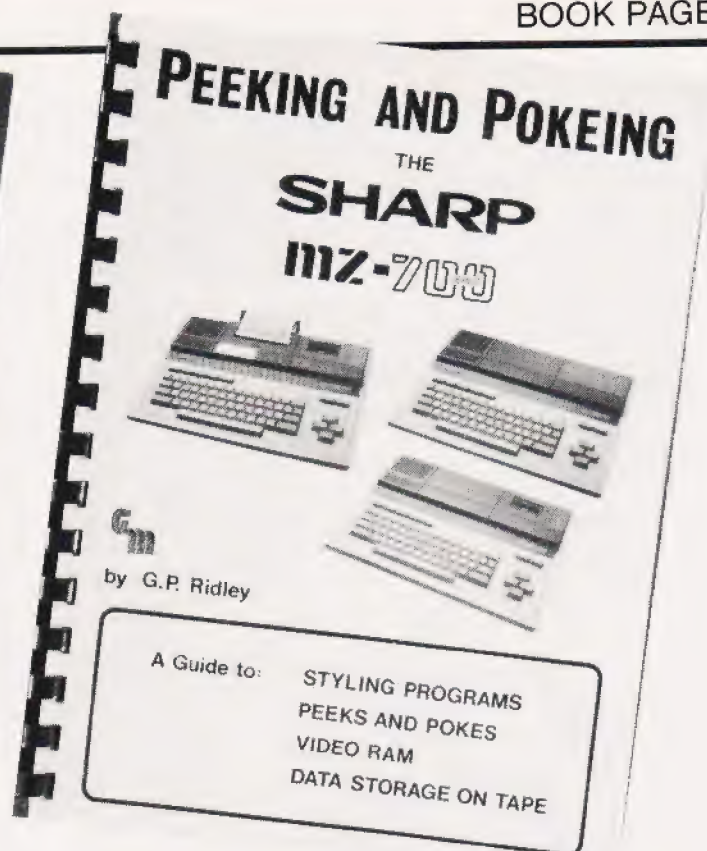 BOOK PAGE
PEEKING AND POKEING
THE
SHARP
mz-700
Gm
by G.P. Ridley
A Guide to:
STYLING PROGRAMS
PEEKS AND POKES
VIDEO RAM
DATA STORAGE ON TAPE